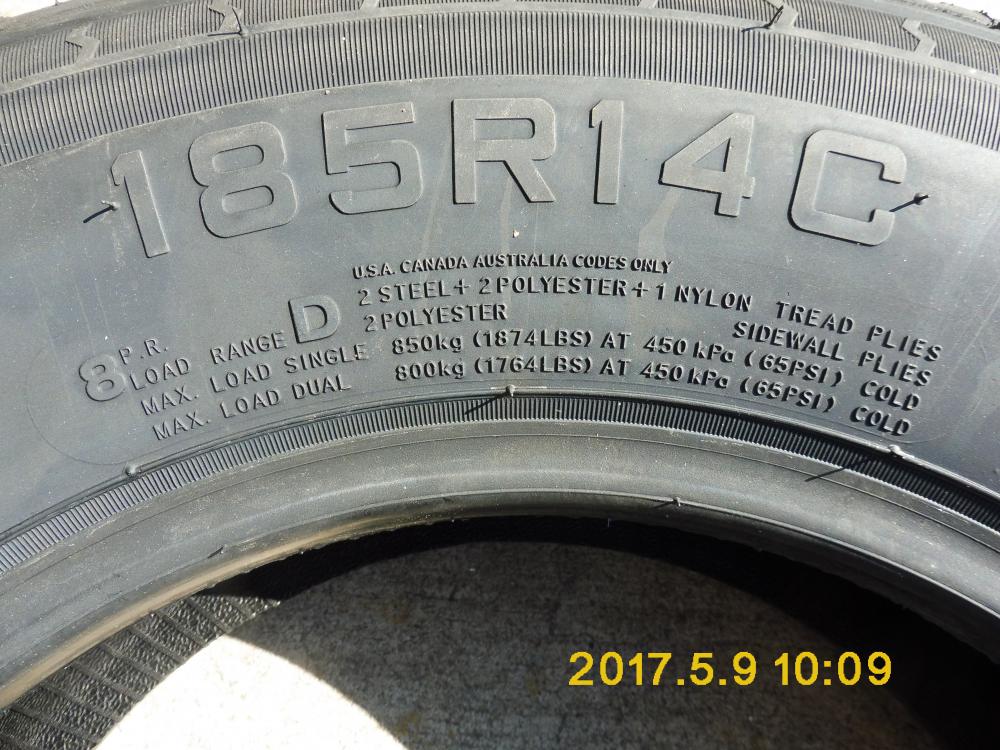 185R14C
U.S.A. CANADA AUSTRALIA CODES ONLY
2 STEEL+ 2 POLYESTER+1 NYLON TREAD PLIES
2 POLYESTER SIDEWALL PLIES
8 P.R.
LOAD RANGE D
MAX. LOAD SINGLE 850kg (1874LBS) AT 450 kPa (65PSI) COLD
MAX. LOAD DUAL 800kg (1764LBS) AT 450 kPa (65PSI) COLD
2017.5.9 10:09